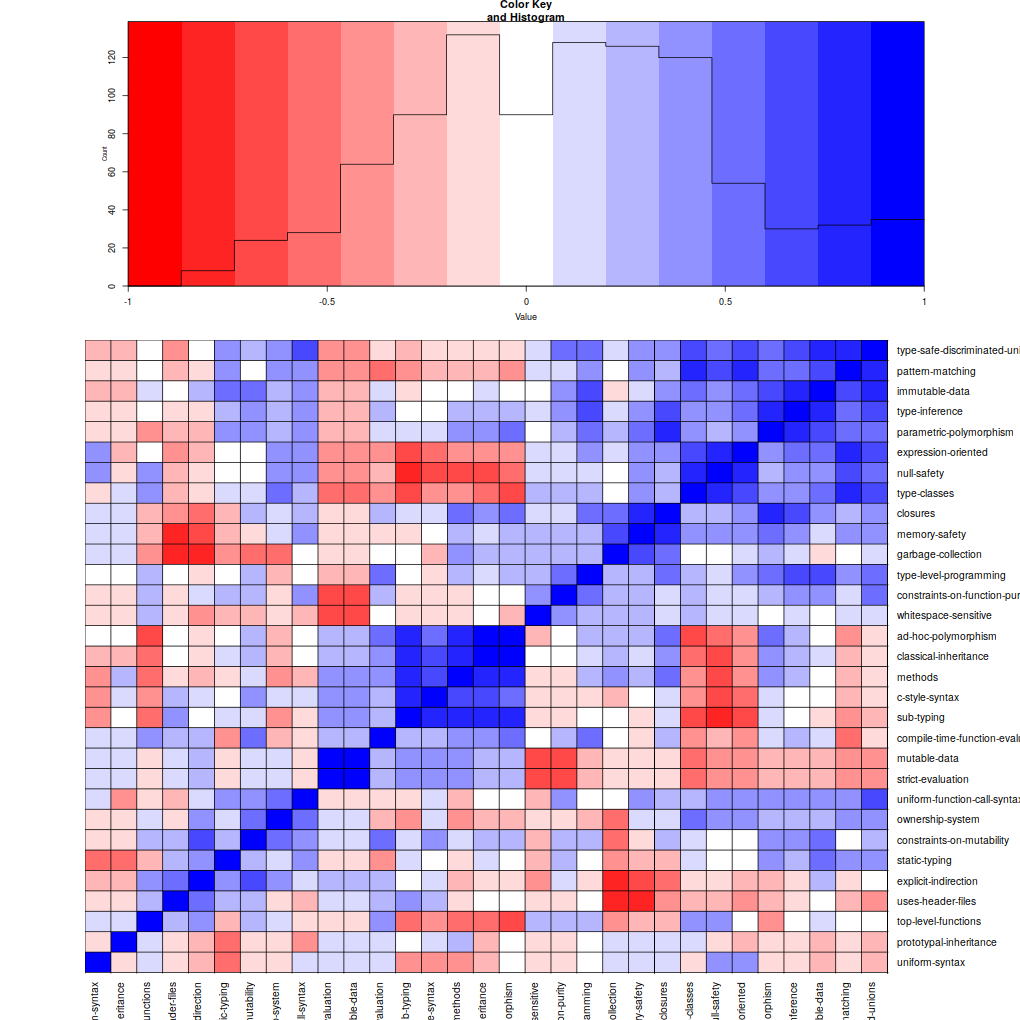 Color Key
and Histogram
Count
0
20
40
60
80
100
120
-1
-0.5
0
0.5
1
Value
type-safe-discriminated-uni
pattern-matching
immutable-data
type-inference
parametric-polymorphism
expression-oriented
null-safety
type-classes
closures
memory-safety
garbage-collection
type-level-programming
constraints-on-function-pur
whitespace-sensitive
ad-hoc-polymorphism
classical-inheritance
methods
c-style-syntax
sub-typing
compile-time-function-evalu
mutable-data
strict-evaluation
uniform-function-call-syntax
ownership-system
constraints-on-mutability
static-typing
explicit-indirection
uses-header-files
top-level-functions
prototypal-inheritance
uniform-syntax
n-syntax
eritance
unctions
ader-files
direction
ic-typing
utability
n-system
ll-syntax
valuation
ble-data
valuation
b-typing
e-syntax
methods
eritance
orphism
sensitive
on-purity
amming
ollection
ry-safety
closures
-classes
ull-safety
oriented
orphism
nference
ble-data
matching
d-unions